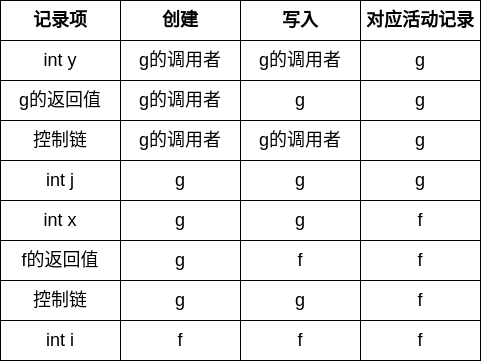 记录项 创建 写入 对应活动记录
int y g的调用者 g的调用者 g
g的返回值 g的调用者 g g
控制链 g的调用者 g的调用者 g
int j g g g
int x g g f
f的返回值 g f f
控制链 g g f
int i f f f